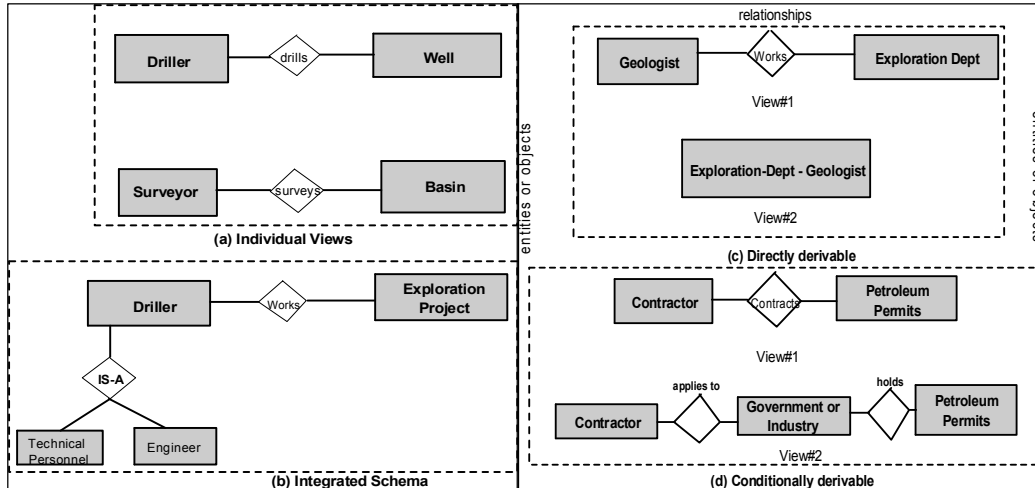 Driller
drills
Well
Surveyor
surveys
Basin
(a) Individual Views
Driller
Works
Exploration
Project
IS-A
Technical
Personnel
Engineer
(b) Integrated Schema
entities or objects
relationships
Geologist
Works
Exploration Dept
View#1
Exploration-Dept - Geologist
View#2
(c) Directly derivable
Contractor
Contracts
Petroleum
Permits
View#1
Contractor
applies to
Government or
Industry
holds
Petroleum
Permits
View#2
(d) Conditionally derivable